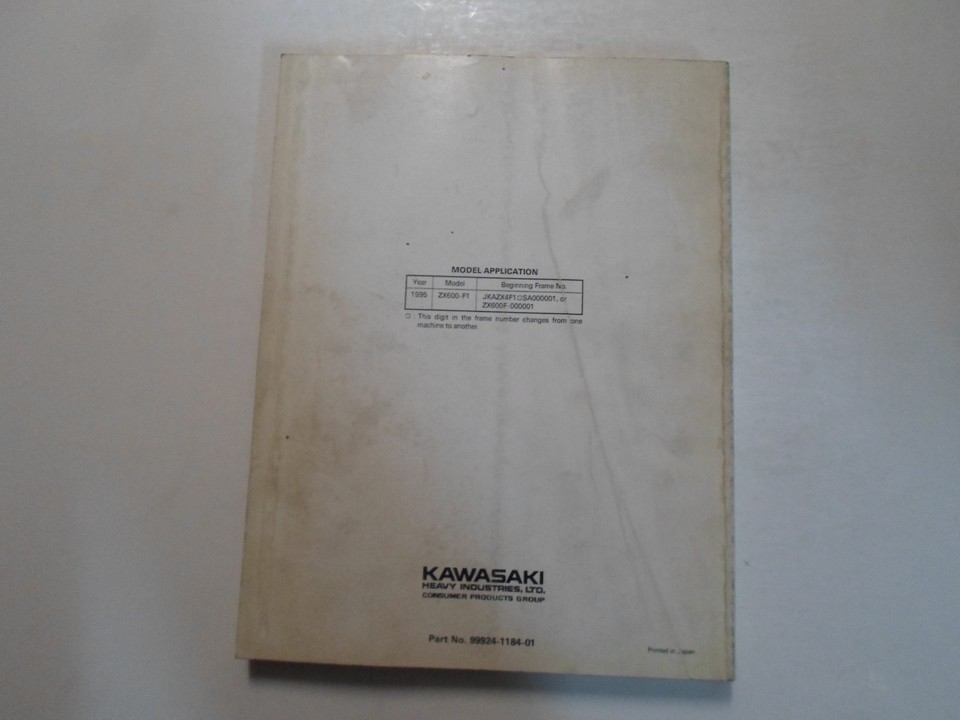 MODEL APPLICATION
Year Model Beginning Frame No.
1995 ZX600-F1 JKAZX4F1□SA000001, or
ZX600F-000001
□ : This digit in the frame number changes from one
machine to another.
KAWASAKI
HEAVY INDUSTRIES, LTD.
CONSUMER PRODUCTS GROUP
Part No. 99924-1184-01
Printed in Japan